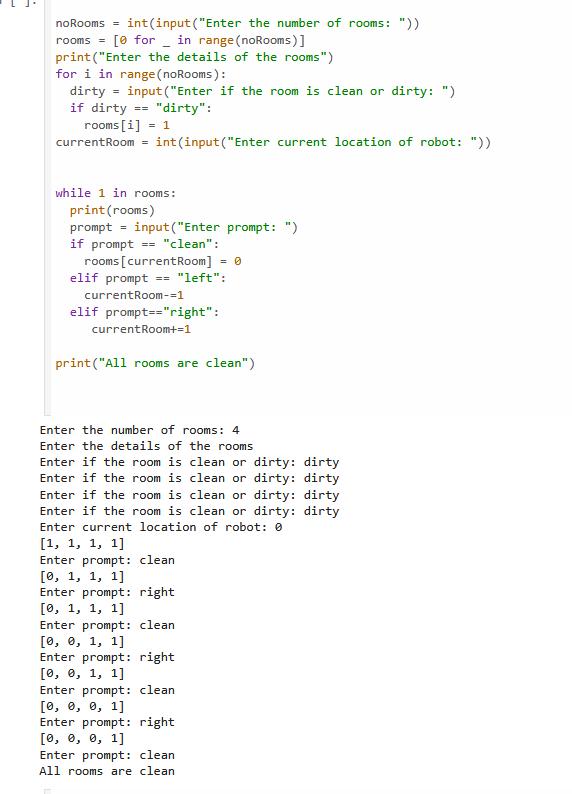 [ ]:
noRooms = int(input("Enter the number of rooms: "))
rooms = [0 for _ in range(noRooms)]
print("Enter the details of the rooms")
for i in range(noRooms):
  dirty = input("Enter if the room is clean or dirty: ")
  if dirty == "dirty":
    rooms[i] = 1
currentRoom = int(input("Enter current location of robot: "))
while 1 in rooms:
  print(rooms)
  prompt = input("Enter prompt: ")
  if prompt == "clean":
    rooms[currentRoom] = 0
  elif prompt == "left":
    currentRoom-=1
  elif prompt=="right":
     currentRoom+=1
print("All rooms are clean")
Enter the number of rooms: 4
Enter the details of the rooms
Enter if the room is clean or dirty: dirty
Enter if the room is clean or dirty: dirty
Enter if the room is clean or dirty: dirty
Enter if the room is clean or dirty: dirty
Enter current location of robot: 0
[1, 1, 1, 1]
Enter prompt: clean
[0, 1, 1, 1]
Enter prompt: right
[0, 1, 1, 1]
Enter prompt: clean
[0, 0, 1, 1]
Enter prompt: right
[0, 0, 1, 1]
Enter prompt: clean
[0, 0, 0, 1]
Enter prompt: right
[0, 0, 0, 1]
Enter prompt: clean
All rooms are clean